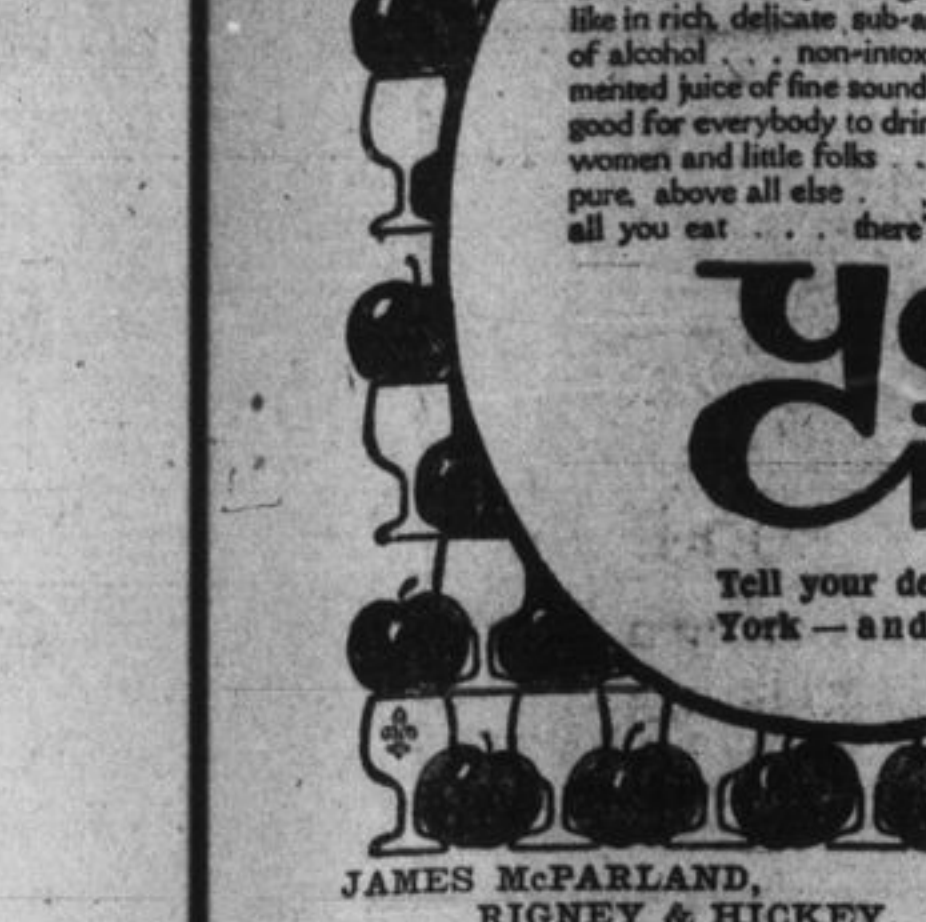 like in rich, delicate sub-a
of alcohol . . . non-intox
mented juice of fine sound
good for everybody to drin
women and little folks . .
pure, above all else .
all you eat . . . there'
Tell your de
York — and
JAMES McPARLAND,
RIGNEY & HICKEY